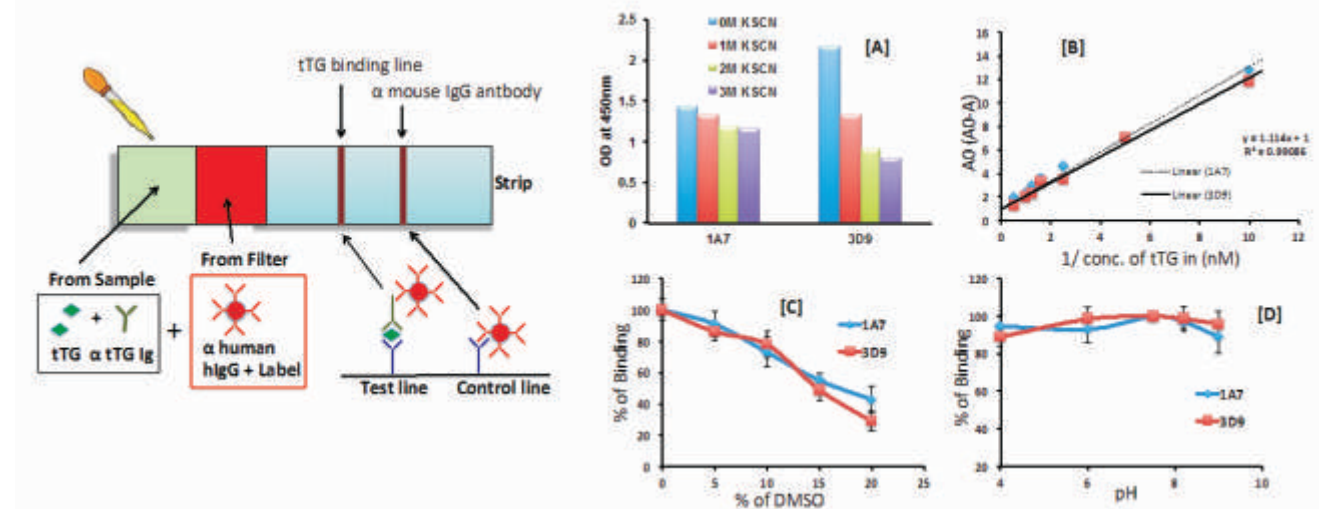 tTG binding line
α mouse IgG antbody
Strip
From Sample
+
tTG α tTG Ig
+
From Filter
α human
hIgG + Label
Test line
Control line
[A]
0M KSCN
1M KSCN
2M KSCN
3M KSCN
OD at 450nm
2.5
2
1.5
1
0.5
0
1A7
3D9
[B]
A0 (A0-A)
16
14
12
10
8
6
4
2
0
y = 1.114x + 1
Linear (1A7)
Linear (3D9)
0 2 4 6 8 10 12
1/ conc. of tTG in (nM)
[C]
% of Binding
120
100
80
60
40
20
0
1A7
3D9
0 5 10 15 20 25
% of DMSO
[D]
% of Binding
120
100
80
60
40
20
1A7
3D9
4 6 8 10
pH